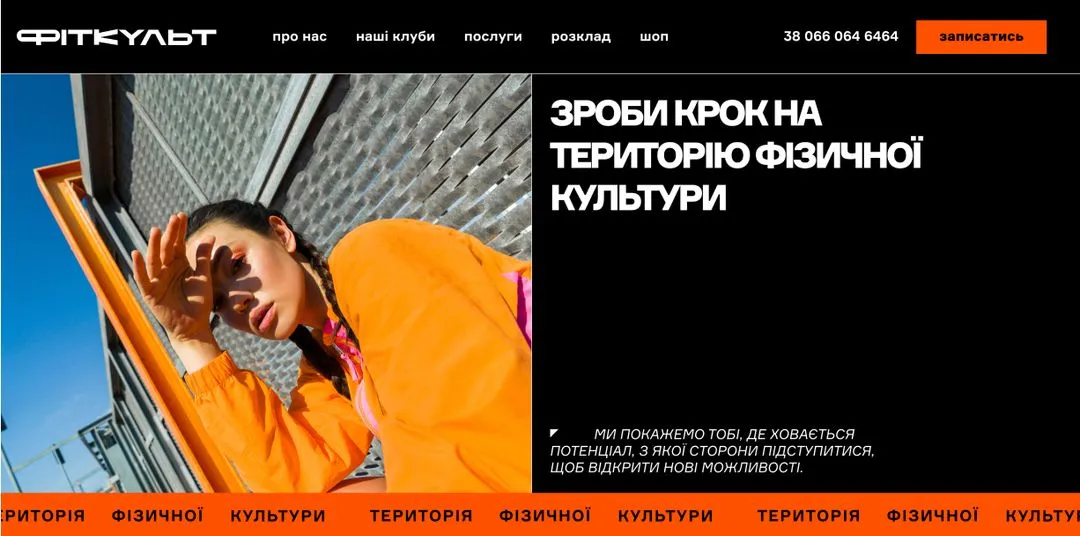 ФІТКУЛЬТ
про нас наші клуби послуги розклад шоп 38 066 064 6464 записатись
ЗРОБИ КРОК НА
ТЕРИТОРІЮ ФІЗИЧНОЇ
КУЛЬТУРИ
МИ ПОКАЖЕМО ТОБІ, ДЕ ХОВАЄТЬСЯ
ПОТЕНЦІАЛ, З ЯКОЇ СТОРОНИ ПІДСТУПИТИСЯ,
ЩОБ ВІДКРИТИ НОВІ МОЖЛИВОСТІ.
ЕРИТОРІЯ ФІЗИЧНОЇ КУЛЬТУРИ ТЕРИТОРІЯ ФІЗИЧНОЇ КУЛЬТУРИ ТЕРИТОРІЯ ФІЗИЧНОЇ КУЛЬТУ